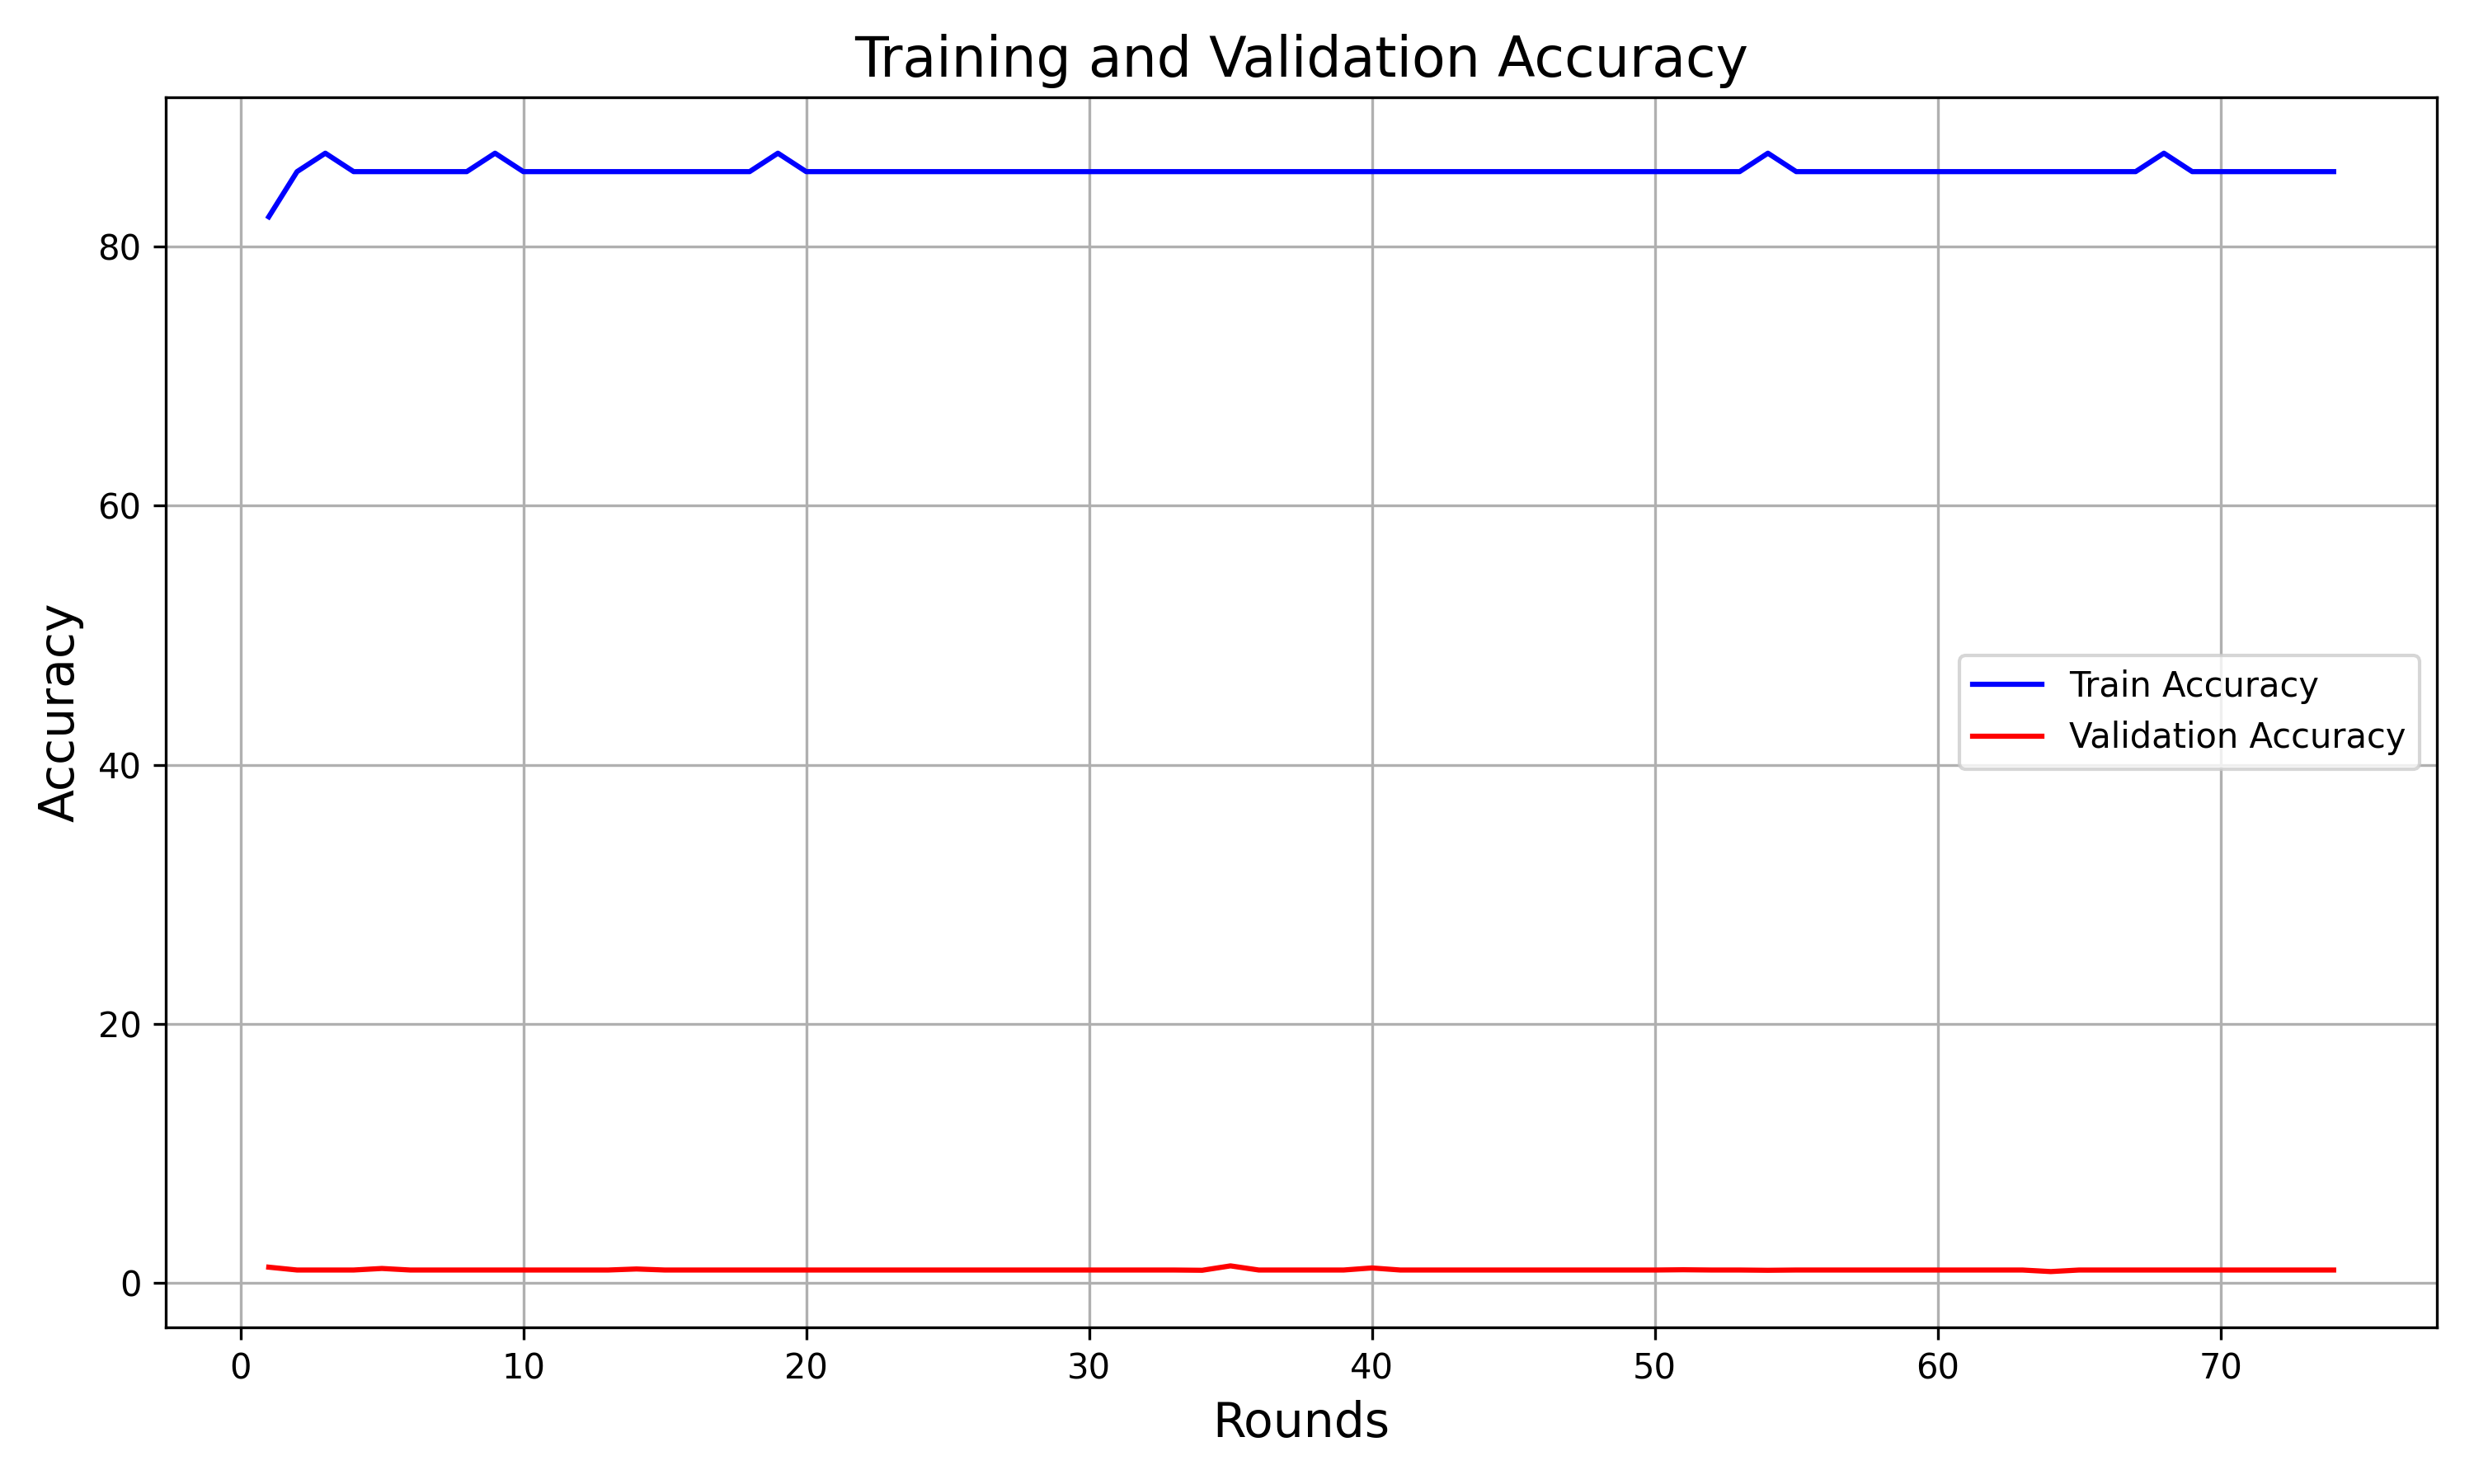 Training and Validation Accuracy
Accuracy
80
60
40
20
0
Train Accuracy
Validation Accuracy
0 10 20 30 40 50 60 70
Rounds